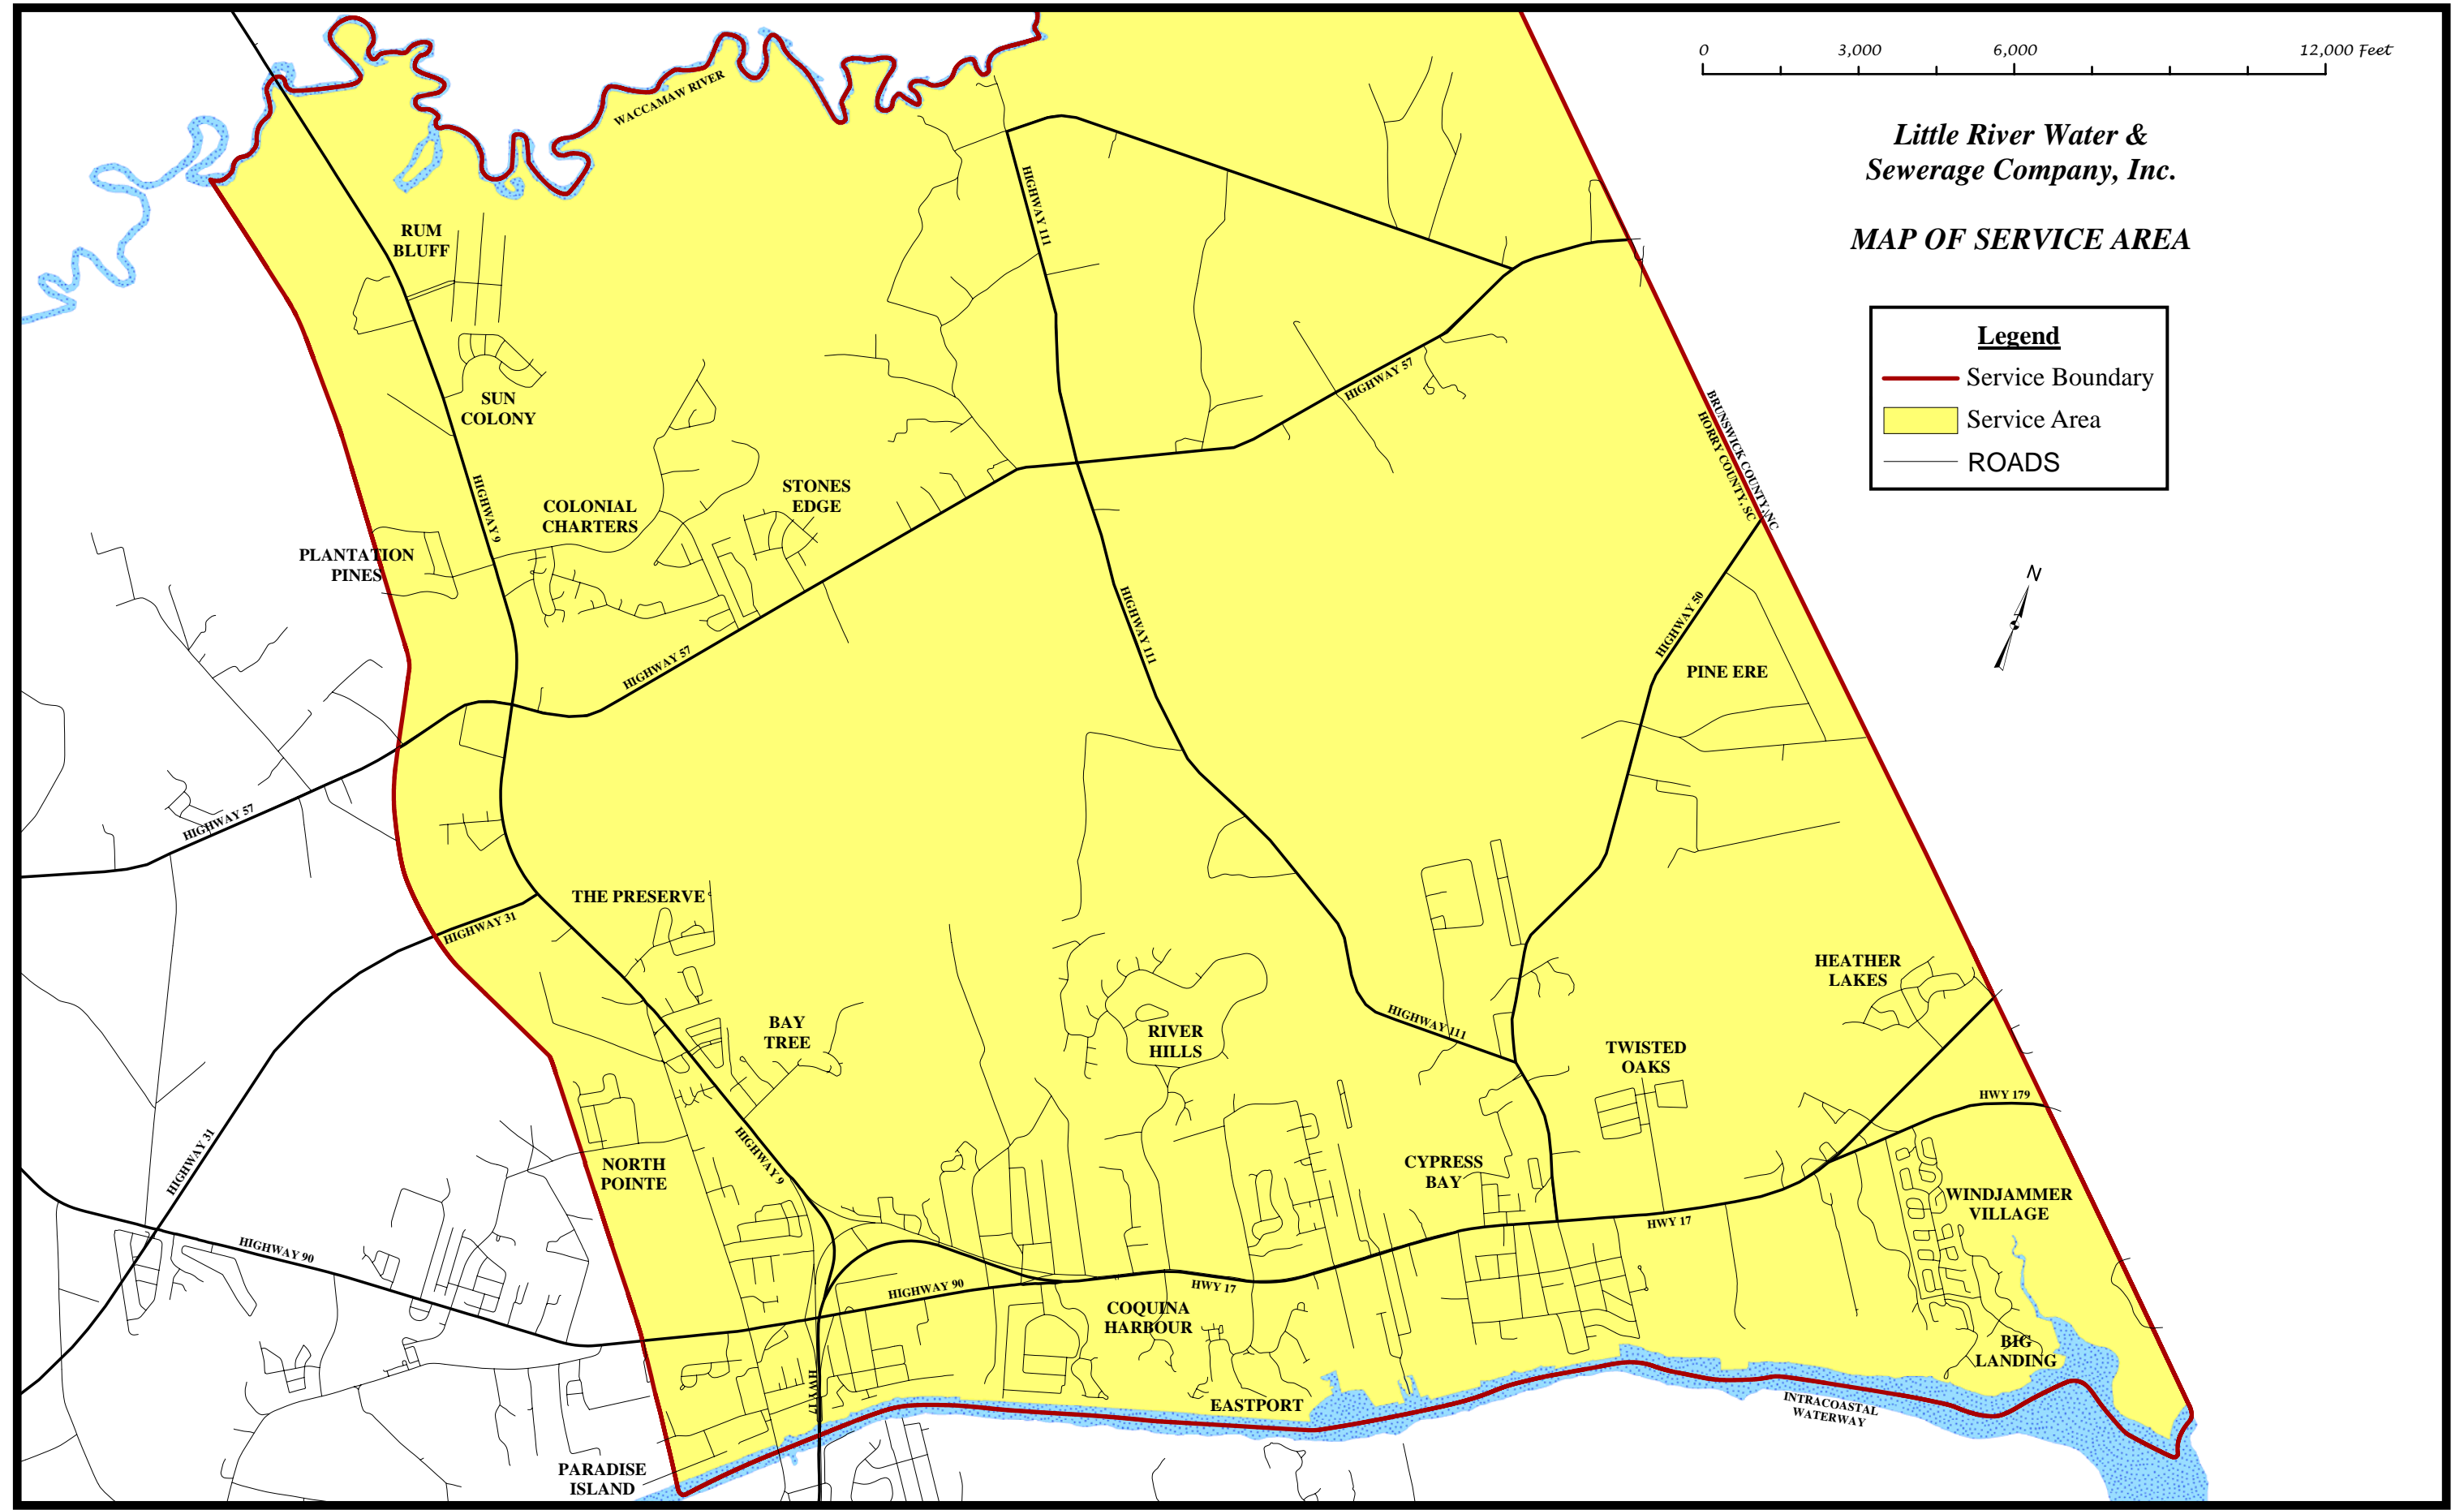 0 3,000 6,000 12,000 Feet
Little River Water &
Sewerage Company, Inc.
MAP OF SERVICE AREA
Legend
Service Boundary
Service Area
ROADS
N
WACCAMAW RIVER
RUM
BLUFF
HIGHWAY 111
SUN
COLONY
HIGHWAY 57
BRUNSWICK COUNTY, NC
HORRY COUNTY, SC
HIGHWAY 9
COLONIAL
CHARTERS
STONES
EDGE
PLANTATION
PINES
HIGHWAY 57
HIGHWAY 111
HIGHWAY 50
PINE ERE
HIGHWAY 57
THE PRESERVE
HIGHWAY 31
HEATHER
LAKES
BAY
TREE
RIVER
HILLS
HIGHWAY 111
TWISTED
OAKS
HWY 179
HIGHWAY 31
NORTH
POINTE
HIGHWAY 9
CYPRESS
BAY
WINDJAMMER
VILLAGE
HWY 17
HIGHWAY 90
HIGHWAY 90
HWY 17
COQUINA
HARBOUR
BIG
LANDING
HWY 17
EASTPORT
INTRACOASTAL
WATERWAY
PARADISE
ISLAND